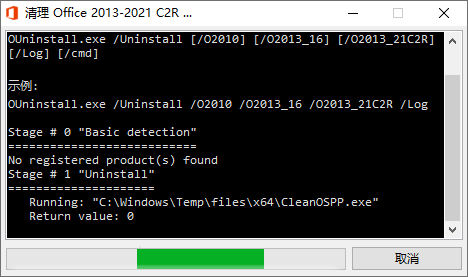 清理 Office 2013-2021 C2R ...
OUninstall.exe /Uninstall [/O2010] [/O2013_16] [/O2013_21C2R]
[/Log] [/cmd]
示例:
OUninstall.exe /Uninstall /O2010 /O2013_16 /O2013_21C2R /Log
Stage # 0 "Basic detection"
===========================
No registered product(s) found
Stage # 1 "Uninstall"
=====================
Running: "C:\Windows\Temp\files\x64\CleanOSPP.exe"
Return value: 0
取消